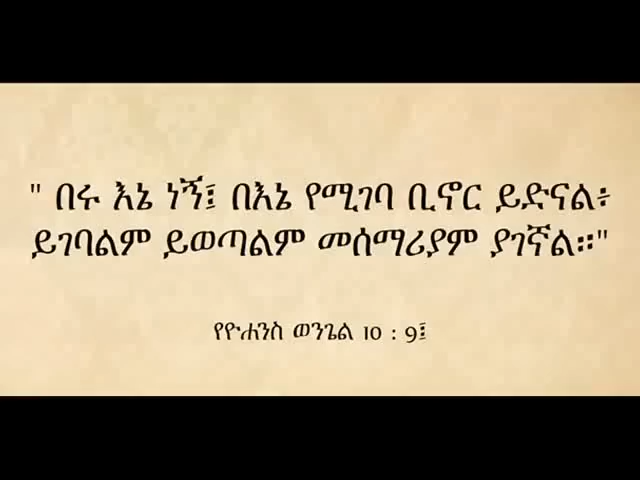 " በሩ እኔ ነኝ፤ በእኔ የሚገባ ቢኖር ይድናል፥
ይገባልም ይወጣልም መሰማሪያም ያገኛል።"
የዮሐንስ ወንጌል 10 : 9፤